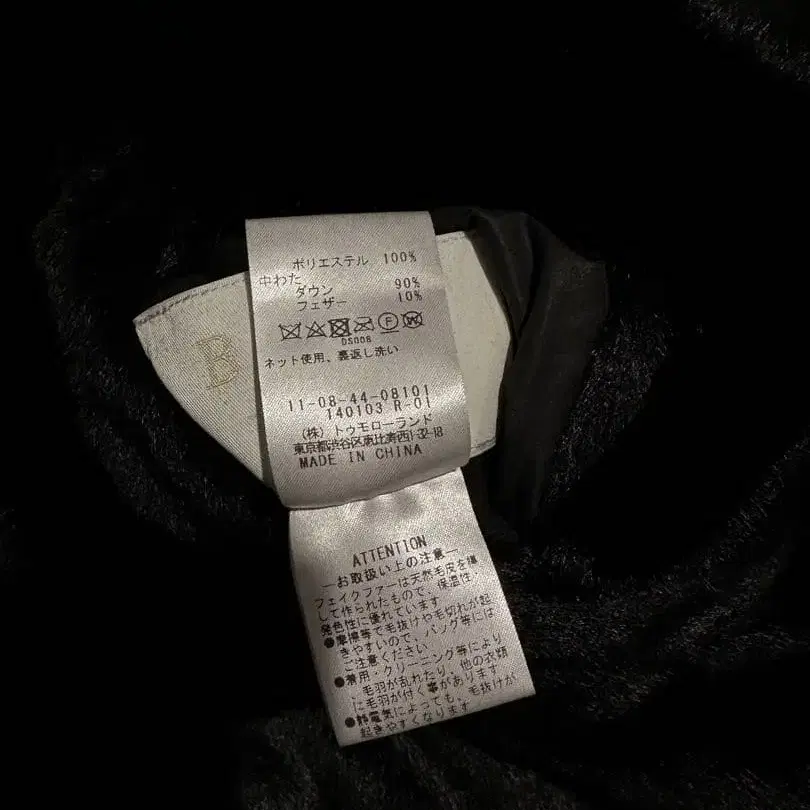 B
ポリエステル 100%
中わた
ダウン 90%
フェザー 10%
DS008
ネット使用、裏返し洗い
11-08-44-08101
140103 R-01
(株)トゥモローランド
東京都渋谷区恵比寿西1-32-18
MADE IN CHINA
ATTENTION
―お取扱い上の注意―
フェイクファーは天然毛皮を模
して作られたもので、保温性、
発色性に優れています
●摩擦等で毛抜けや毛切れが起
きやすいので、バッグ等には
ご注意ください
●着用・クリーニング等により
毛羽が乱れたり、他の衣類
に毛羽が付く事があります
●静電気によっても、毛抜けが
起きやすくなります